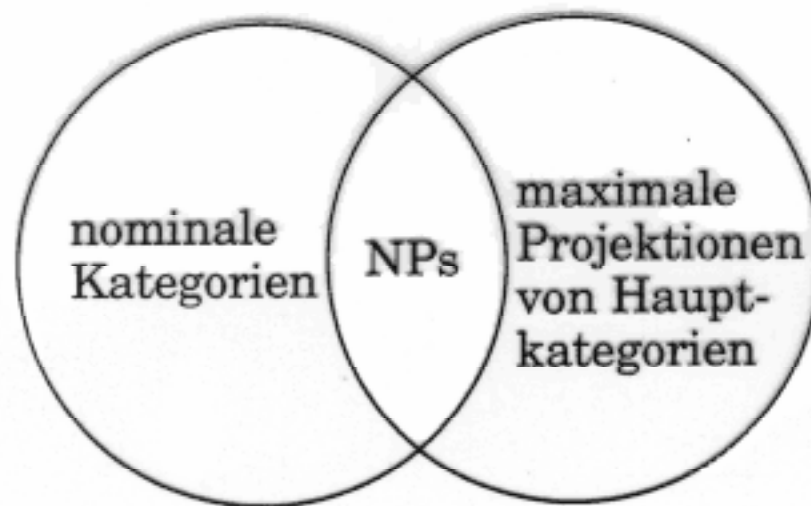 nominale
Kategorien
NPs
maximale
Projektionen
von Haupt-
kategorien